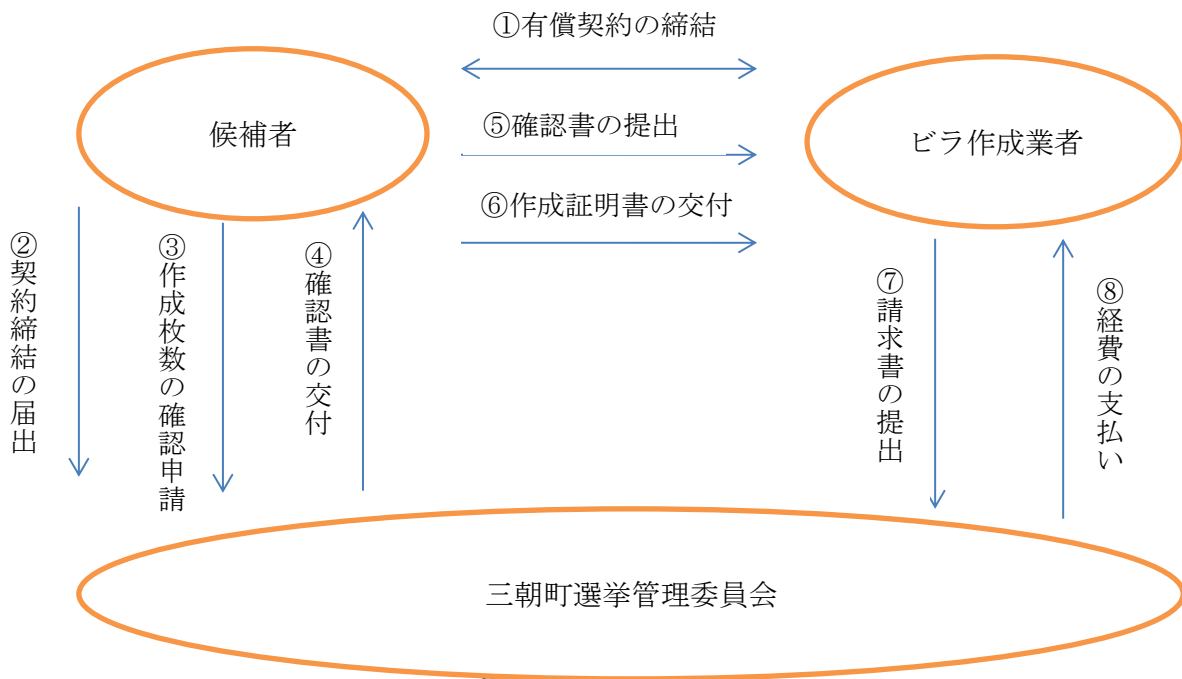 ①有償契約の締結
候補者
⑤確認書の提出
ビラ作成業者
⑥作成証明書の交付
②契約締結の届出
③作成枚数の確認申請
④確認書の交付
⑦請求書の提出
⑧経費の支払い
三朝町選挙管理委員会